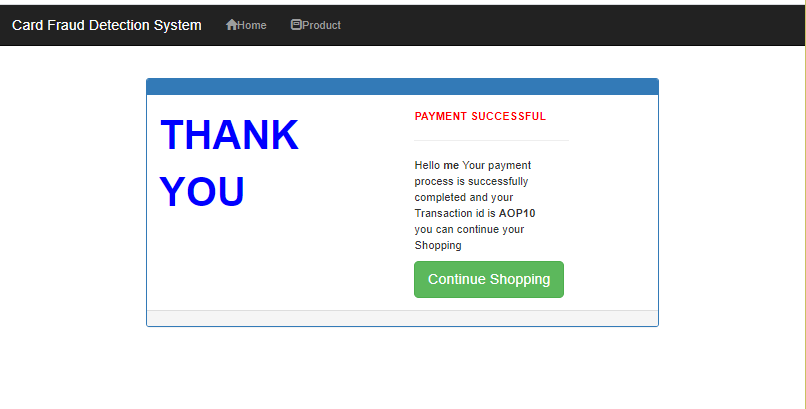 Card Fraud Detection System Home Product
THANK
YOU
PAYMENT SUCCESSFUL
Hello me Your payment
process is successfully
completed and your
Transaction id is AOP10
you can continue your
Shopping
Continue Shopping